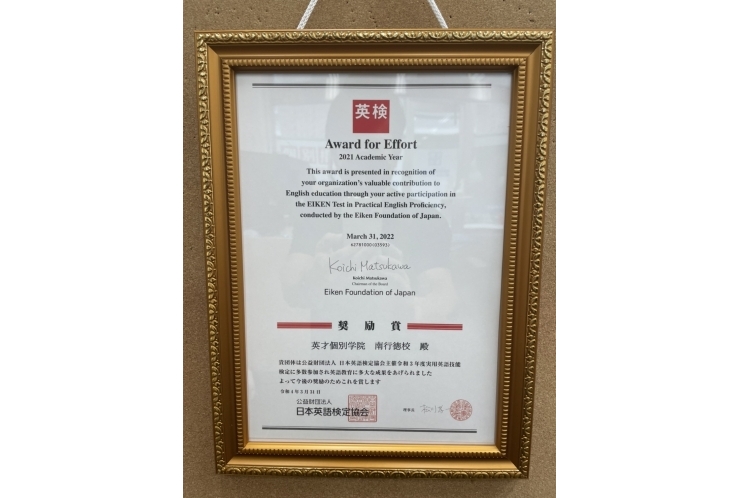 英検
Award for Effort
2021 Academic Year
This award is presented in recognition of
your organization's valuable contribution to
English education through your active participation in
the EIKEN Test in Practical English Proficiency,
conducted by the Eiken Foundation of Japan.
March 31, 2022
Koichi Matsukawa
Koichi Matsukawa
Chairman of the Board
Eiken Foundation of Japan
奨励賞
英才個別学院 南行徳校 殿
貴団体は公益財団法人 日本英語検定協会主催令和3年度実用英語技能
検定に多数参加され英語教育に多大な成果をあげられました
よって今後の奨励のためこれを賞します
令和4年3月31日
公益財団法人
日本英語検定協会
理事長